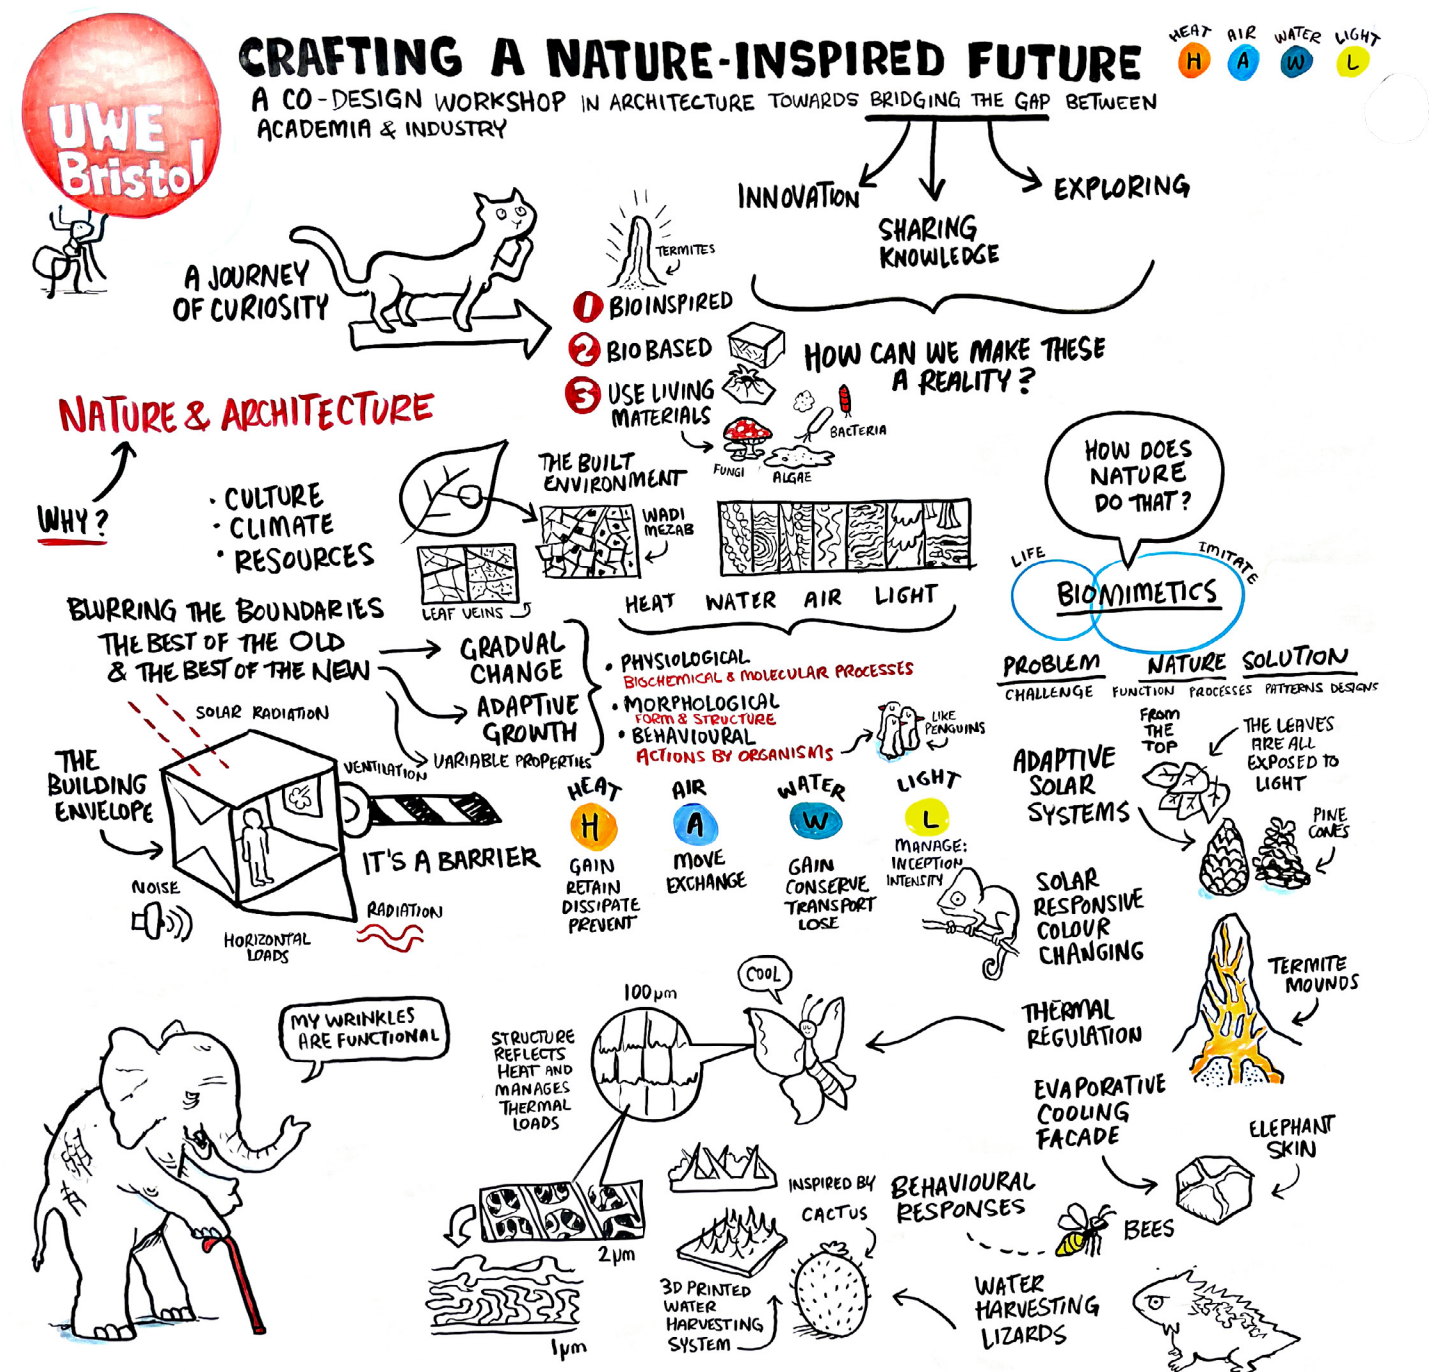 UWE
Bristol
CRAFTING A NATURE-INSPIRED FUTURE
A CO-DESIGN WORKSHOP IN ARCHITECTURE TOWARDS BRIDGING THE GAP BETWEEN
ACADEMIA & INDUSTRY
HEAT AIR WATER LIGHT
H A W L
INNOVATION
SHARING
KNOWLEDGE
EXPLORING
A JOURNEY
OF CURIOSITY
TERMITES
1 BIOINSPIRED
2 BIO BASED
3 USE LIVING
MATERIALS
FUNGI
ALGAE
BACTERIA
HOW CAN WE MAKE THESE
A REALITY?
NATURE & ARCHITECTURE
WHY?
• CULTURE
• CLIMATE
• RESOURCES
THE BUILT
ENVIRONMENT
WADI
MEZAB
LEAF VEINS
HEAT WATER AIR LIGHT
HOW DOES
NATURE
DO THAT?
LIFE
IMITATE
BIOMIMETICS
BLURRING THE BOUNDARIES
THE BEST OF THE OLD
& THE BEST OF THE NEW
GRADUAL
CHANGE
ADAPTIVE
GROWTH
VARIABLE PROPERTIES
• PHYSIOLOGICAL
BIOCHEMICAL & MOLECULAR PROCESSES
• MORPHOLOGICAL
FORM & STRUCTURE
• BEHAVIOURAL
ACTIONS BY ORGANISMS
LIKE
PENGUINS
PROBLEM
CHALLENGE
NATURE
FUNCTION PROCESSES
SOLUTION
PATTERNS DESIGNS
SOLAR RADIATION
THE
BUILDING
ENVELOPE
VENTILATION
IT'S A BARRIER
NOISE
HORIZONTAL
LOADS
RADIATION
HEAT
H
GAIN
RETAIN
DISSIPATE
PREVENT
AIR
A
MOVE
EXCHANGE
WATER
W
GAIN
CONSERVE
TRANSPORT
LOSE
LIGHT
L
MANAGE:
INCEPTION
INTENSITY
FROM
THE
TOP
THE LEAVES
ARE ALL
EXPOSED TO
LIGHT
ADAPTIVE
SOLAR
SYSTEMS
PINE
CONES
SOLAR
RESPONSIVE
COLOUR
CHANGING
TERMITE
MOUNDS
THERMAL
REGULATION
MY WRINKLES
ARE FUNCTIONAL
COOL
100µm
STRUCTURE
REFLECTS
HEAT AND
MANAGES
THERMAL
LOADS
2µm
1µm
EVAPORATIVE
COOLING
FACADE
ELEPHANT
SKIN
INSPIRED BY
CACTUS
3D PRINTED
WATER
HARVESTING
SYSTEM
BEHAVIOURAL
RESPONSES
BEES
WATER
HARVESTING
LIZARDS